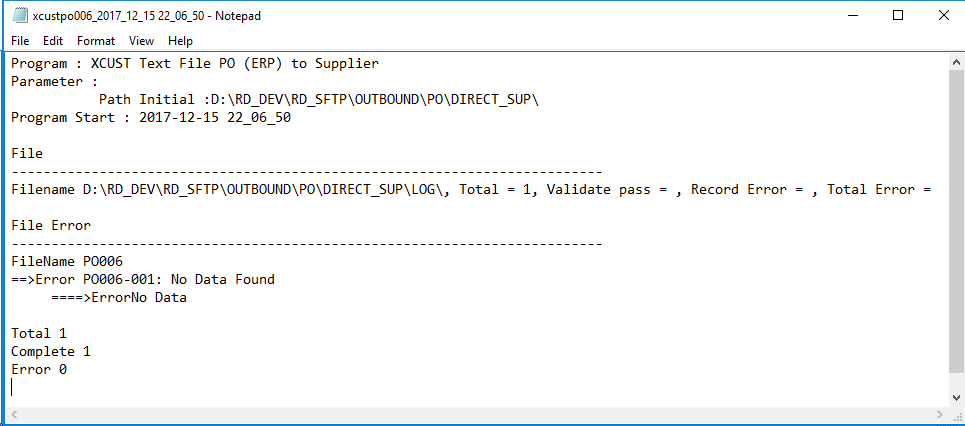 xcustpo006_2017_12_15 22_06_50 - Notepad
File Edit Format View Help
Program : XCUST Text File PO (ERP) to Supplier
Parameter :
Path Initial :D:\RD_DEV\RD_SFTP\OUTBOUND\PO\DIRECT_SUP\
Program Start : 2017-12-15 22_06_50
File
--------------------------------------------------------------------------
Filename D:\RD_DEV\RD_SFTP\OUTBOUND\PO\DIRECT_SUP\LOG\, Total = 1, Validate pass = , Record Error = , Total Error =
File Error
--------------------------------------------------------------------------
FileName PO006
==>Error PO006-001: No Data Found
====>ErrorNo Data
Total 1
Complete 1
Error 0